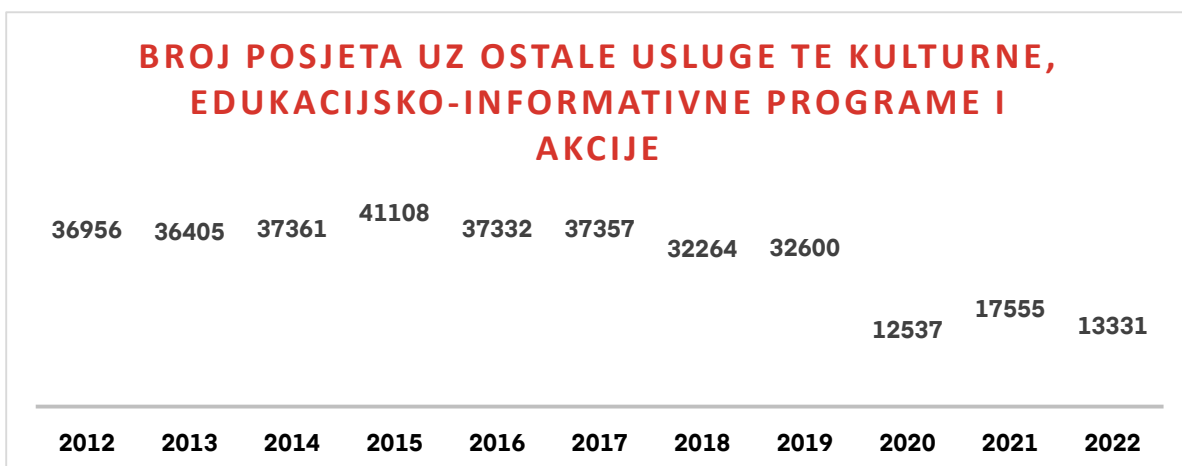 BROJ POSJETA UZ OSTALE USLUGE TE KULTURNE,
EDUKACIJSKO-INFORMATIVNE PROGRAME I
AKCIJE
36956 36405 37361 41108 37332 37357 32264 32600 12537 17555 13331
2012 2013 2014 2015 2016 2017 2018 2019 2020 2021 2022